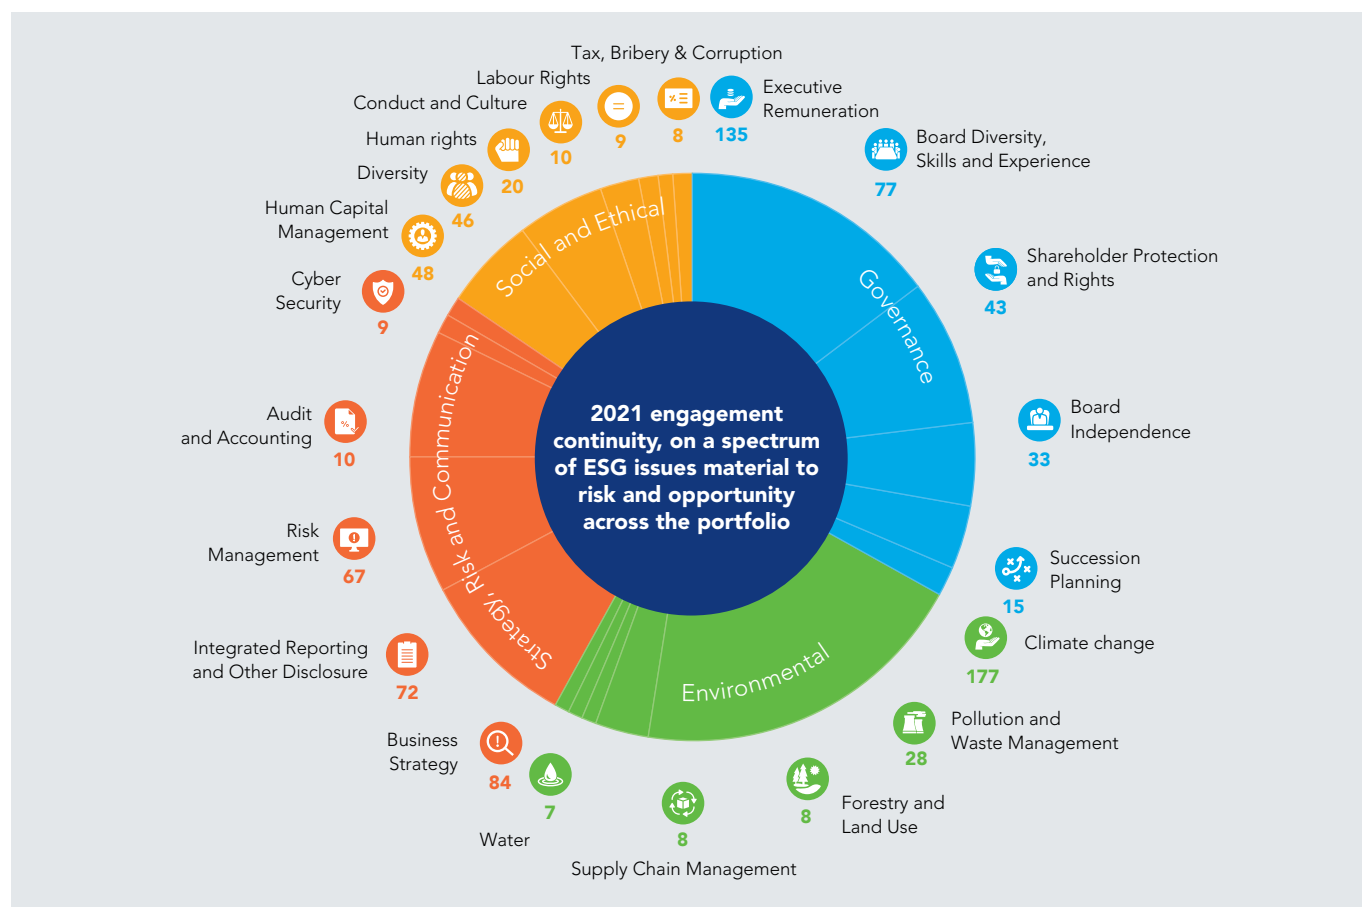 Tax, Bribery & Corruption
Labour Rights
Conduct and Culture
Human rights
Diversity
Human Capital
Management
Cyber
Security
Audit
and Accounting
Risk
Management
Integrated Reporting
and Other Disclosure
Business
Strategy
Water
Supply Chain Management
Forestry and
Land Use
Pollution and
Waste Management
Climate change
Succession
Planning
Board
Independence
Shareholder Protection
and Rights
Board Diversity,
Skills and Experience
Executive
Remuneration
8
9
10
20
46
48
9
10
67
72
84
7
8
8
28
177
15
33
43
77
135
Social and Ethical
Governance
Environmental
Strategy, Risk and Communication
2021 engagement
continuity, on a spectrum
of ESG issues material to
risk and opportunity
across the portfolio
%
%